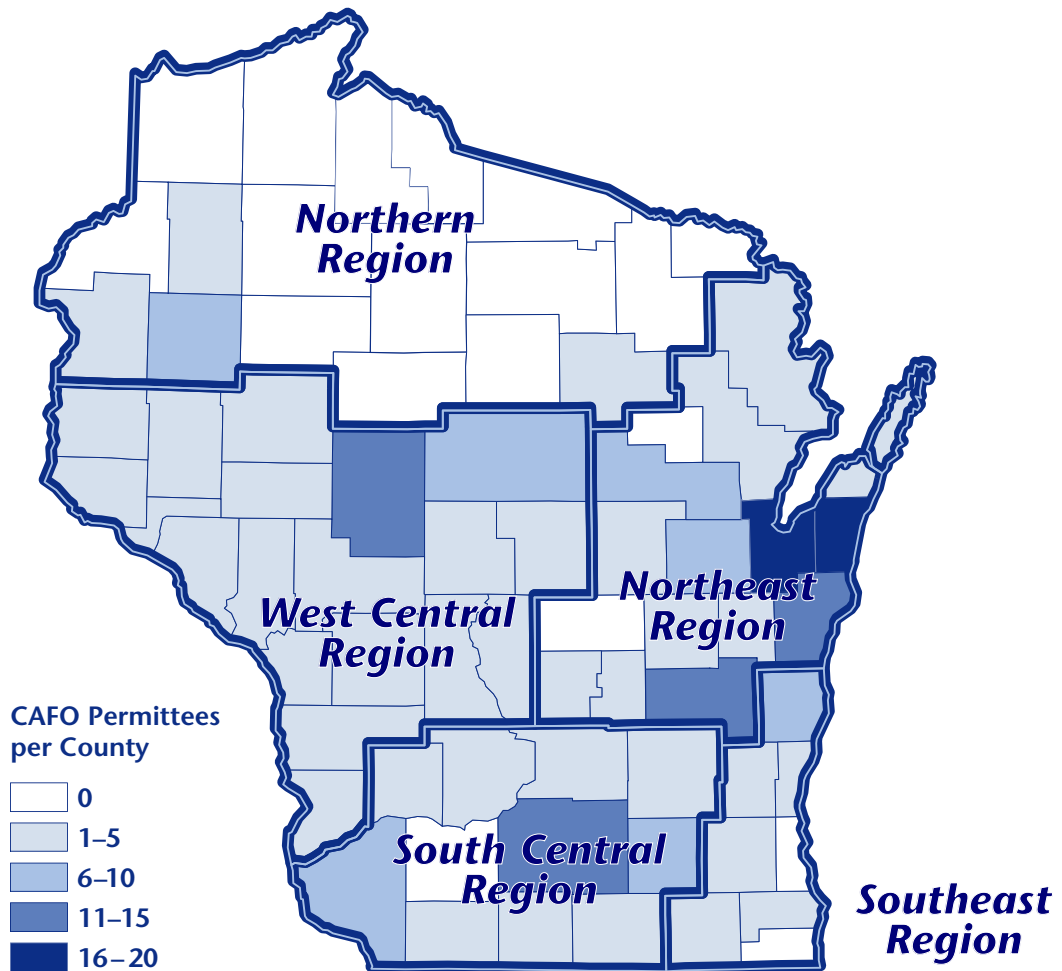 Northern
Region
Northeast
Region
West Central
Region
CAFO Permittees
per County
0
1–5
6–10
11–15
16–20
South Central
Region
Southeast
Region